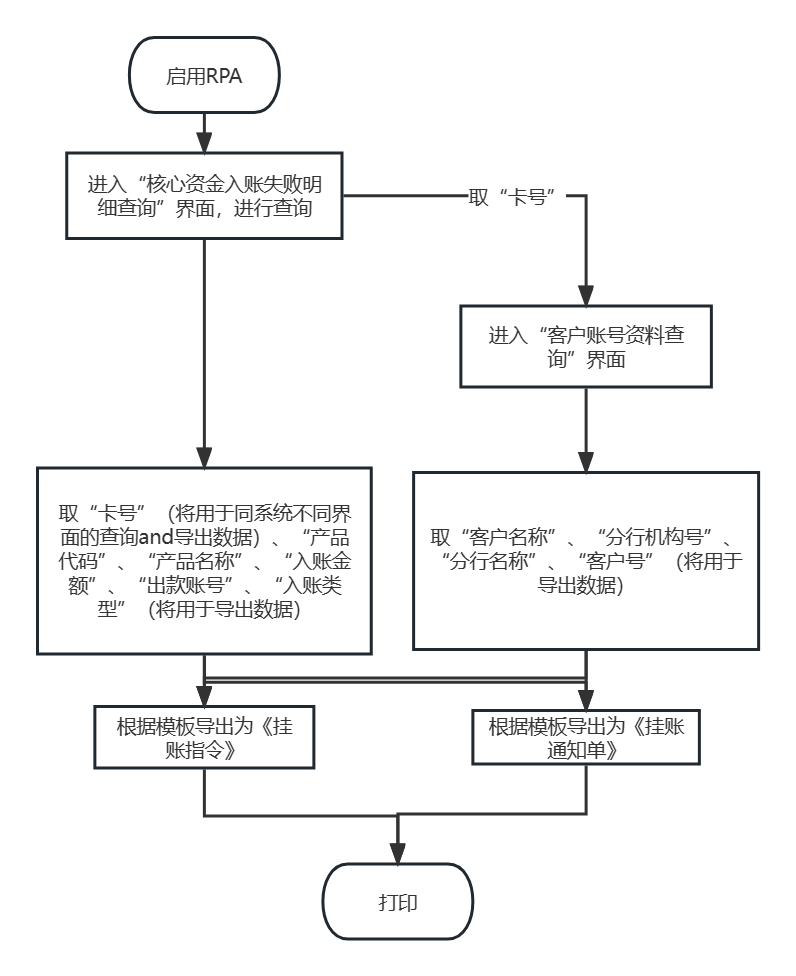 启用RPA
进入“核心资金入账失败明
细查询”界面，进行查询
取“卡号”
进入“客户账号资料查
询”界面
取“卡号”（将用于同系统不同界
面的查询and导出数据）、“产品
代码”、“产品名称”、“入账金
额”、“出款账号”、“入账类
型”（将用于导出数据）
取“客户名称”、“分行机构号”、
“分行名称”、“客户号”（将用于
导出数据）
根据模板导出为《挂
账指令》
根据模板导出为《挂账
通知单》
打印